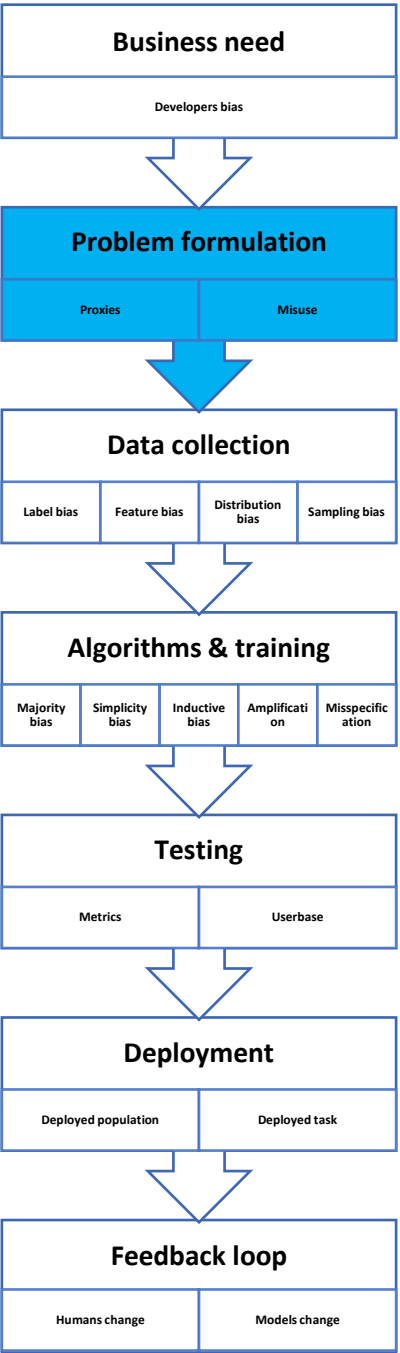 Business need
Developers bias
Problem formulation
Proxies
Misuse
Data collection
Label bias
Feature bias
Distribution
bias
Sampling bias
Algorithms & training
Majority
bias
Simplicity
bias
Inductive
bias
Amplificati
on
Misspecific
ation
Testing
Metrics
Userbase
Deployment
Deployed population
Deployed task
Feedback loop
Humans change
Models change